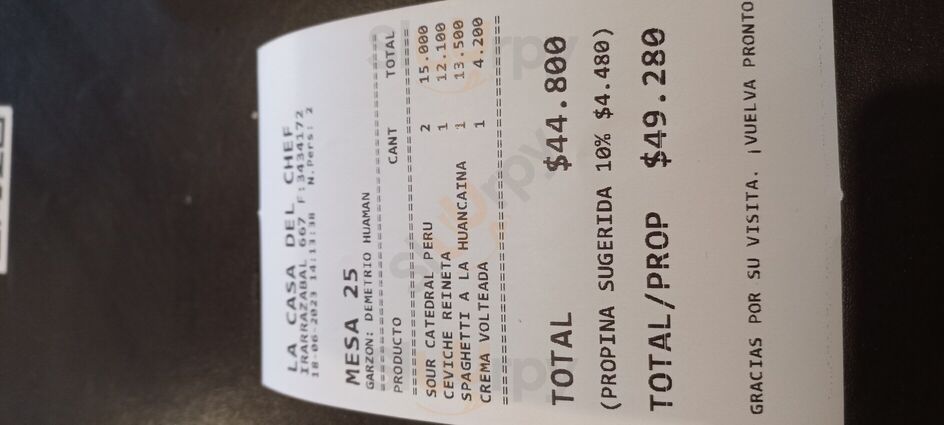 LA CASA DEL CHEF
IRARRAZABAL 667 F:3434172
18-06-2023 14:13:38 N.Pers: 2
MESA 25
GARZON: DEMETRIO HUAMAN
================================
PRODUCTO CANT TOTAL
================================
SOUR CATEDRAL PERU 2 15.000
CEVICHE REINETA 1 12.100
SPAGHETTI A LA HUANCAINA 1 13.500
CREMA VOLTEADA 1 4.200
================================
TOTAL $44.800
(PROPINA SUGERIDA 10% $4.480)
TOTAL/PROP $49.280
GRACIAS POR SU VISITA. ¡VUELVA PRONTO